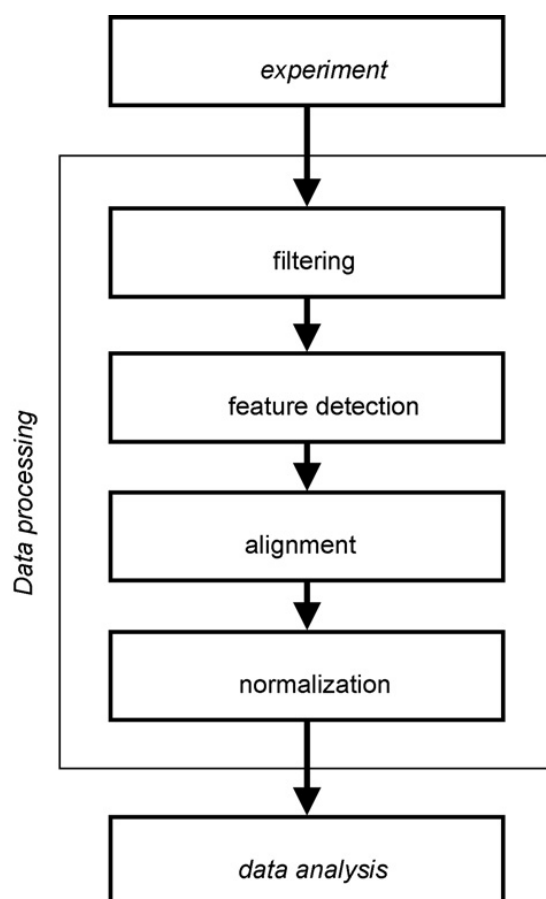 experiment
filtering
feature detection
alignment
normalization
Data processing
data analysis